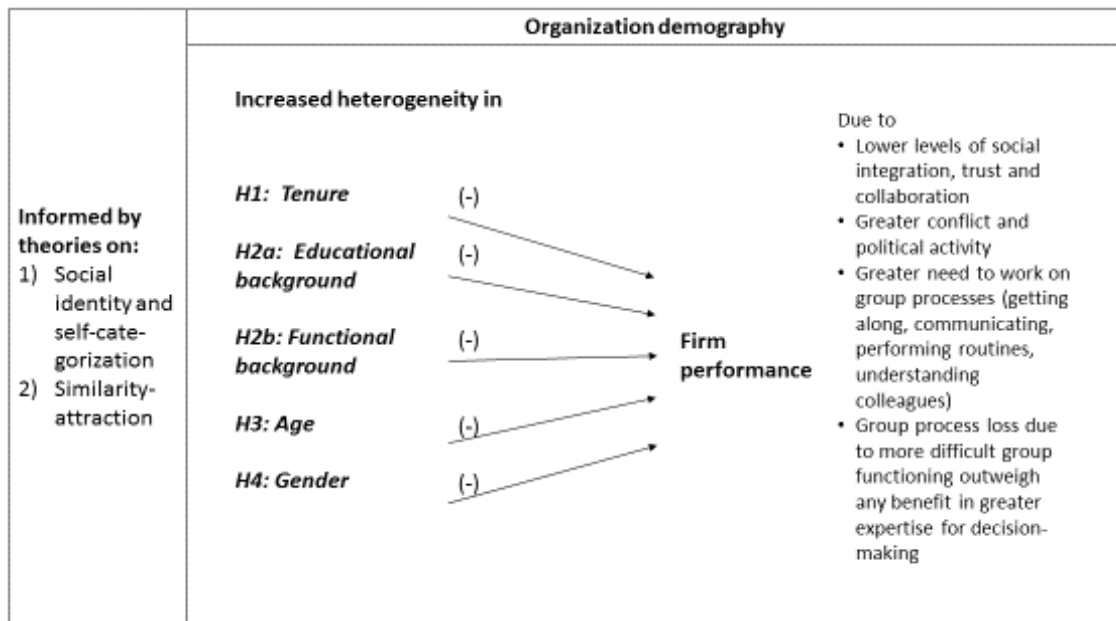 Organization demography
Informed by
theories on:
1) Social
identity and
self-cate-
gorization
2) Similarity-
attraction
Increased heterogeneity in
H1: Tenure
(-)
H2a: Educational
background
(-)
H2b: Functional
background
(-)
H3: Age
(-)
H4: Gender
(-)
Firm
performance
Due to
• Lower levels of social
integration, trust and
collaboration
• Greater conflict and
political activity
• Greater need to work on
group processes (getting
along, communicating,
performing routines,
understanding
colleagues)
• Group process loss due
to more difficult group
functioning outweigh
any benefit in greater
expertise for decision-
making